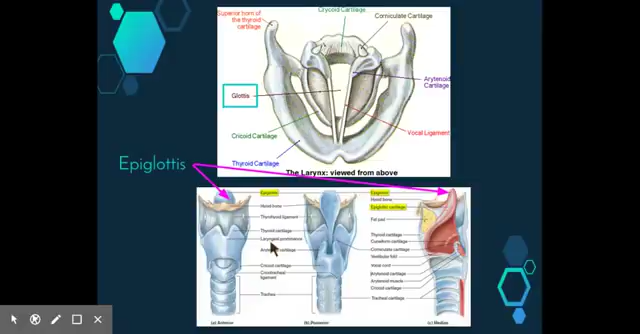 Superior horn of the thyroid
cartilage
Crycoid Cartilage
Corniculate Cartilage
Arytenoid
Cartilage
Glottis
Cricoid Cartilage
Vocal Ligament
Thyroid Cartilage
The Larynx: viewed from above
Epiglottis
Epiglottis
Hyoid bone
Thyrohyoid ligament
Thyroid cartilage
Laryngeal prominence
Arytenoid cartilage
Cricoid cartilage
Cricotracheal
ligament
Trachea
Epiglottis
Hyoid bone
Epiglottic cartilage
Fat pad
Thyroid cartilage
Cuneiform cartilage
Corniculate cartilage
Vestibular fold
Vocal cord
Arytenoid cartilage
Arytenoid muscle
Cricoid cartilage
Tracheal cartilage
(a) Anterior
(b) Posterior
(c) Median